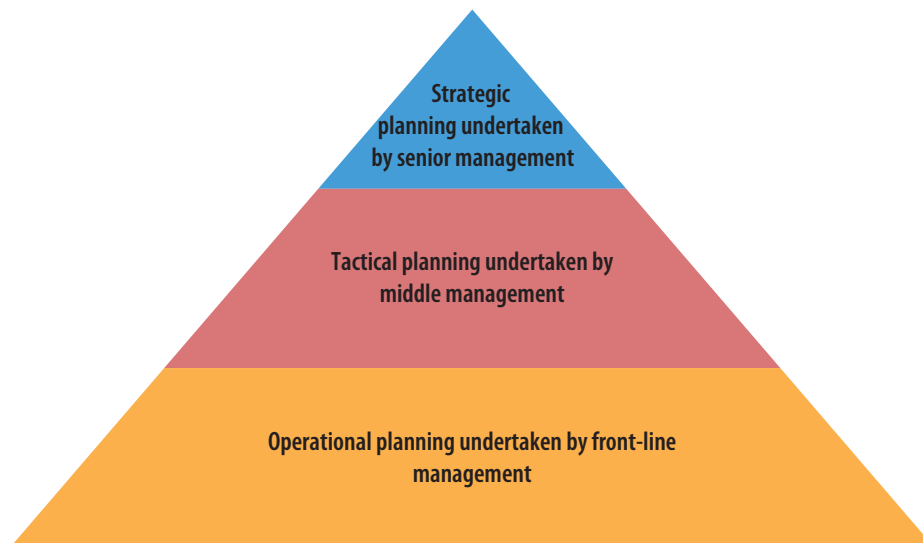 Strategic
planning undertaken
by senior management
Tactical planning undertaken by
middle management
Operational planning undertaken by front-line
management